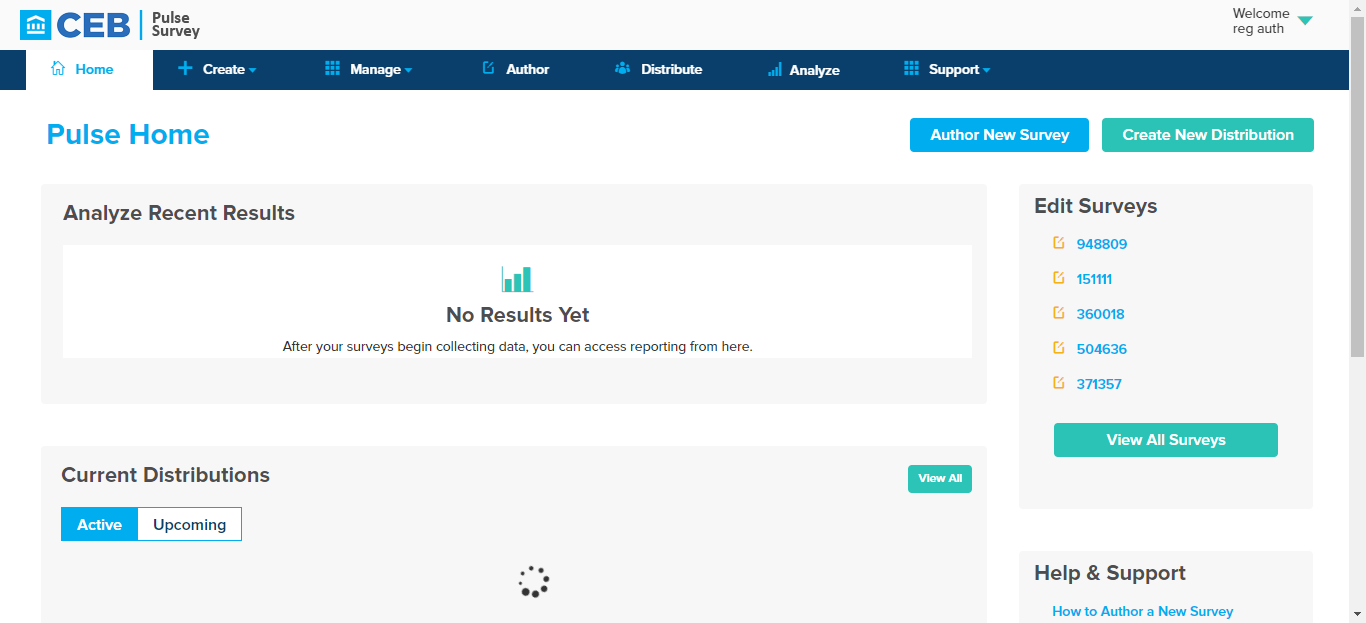 CEB
Pulse
Survey
Welcome
reg auth
Home
Create
Manage
Author
Distribute
Analyze
Support
Pulse Home
Author New Survey
Create New Distribution
Analyze Recent Results
No Results Yet
After your surveys begin collecting data, you can access reporting from here.
Edit Surveys
948809
151111
360018
504636
371357
View All Surveys
Current Distributions
View All
Active
Upcoming
Help & Support
How to Author a New Survey